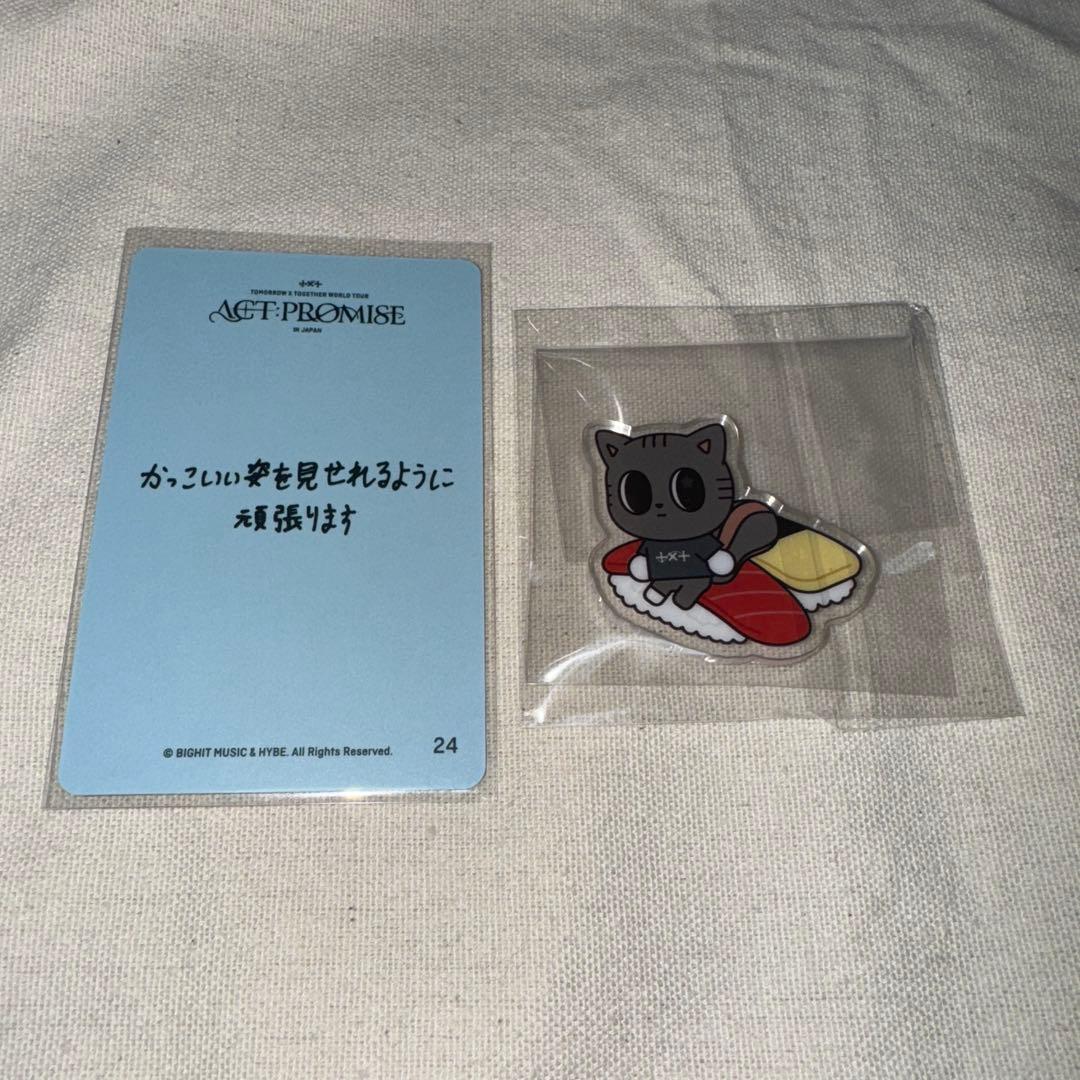 TOMORROW X TOGETHER WORLD TOUR
ACT:PROMISE
IN JAPAN
かっこいい姿を見せれるように
頑張ります
© BIGHIT MUSIC & HYBE. All Rights Reserved.
24